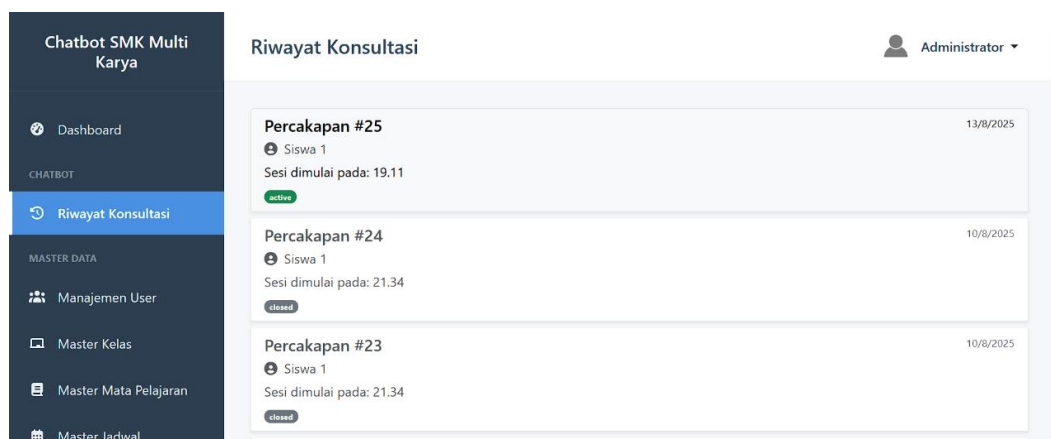 Chatbot SMK Multi
Karya
Dashboard
CHATBOT
Riwayat Konsultasi
MASTER DATA
Manajemen User
Master Kelas
Master Mata Pelajaran
Master Jadwal
Riwayat Konsultasi
Administrator
Percakapan #25
13/8/2025
Siswa 1
Sesi dimulai pada: 19.11
active
Percakapan #24
10/8/2025
Siswa 1
Sesi dimulai pada: 21.34
closed
Percakapan #23
10/8/2025
Siswa 1
Sesi dimulai pada: 21.34
closed